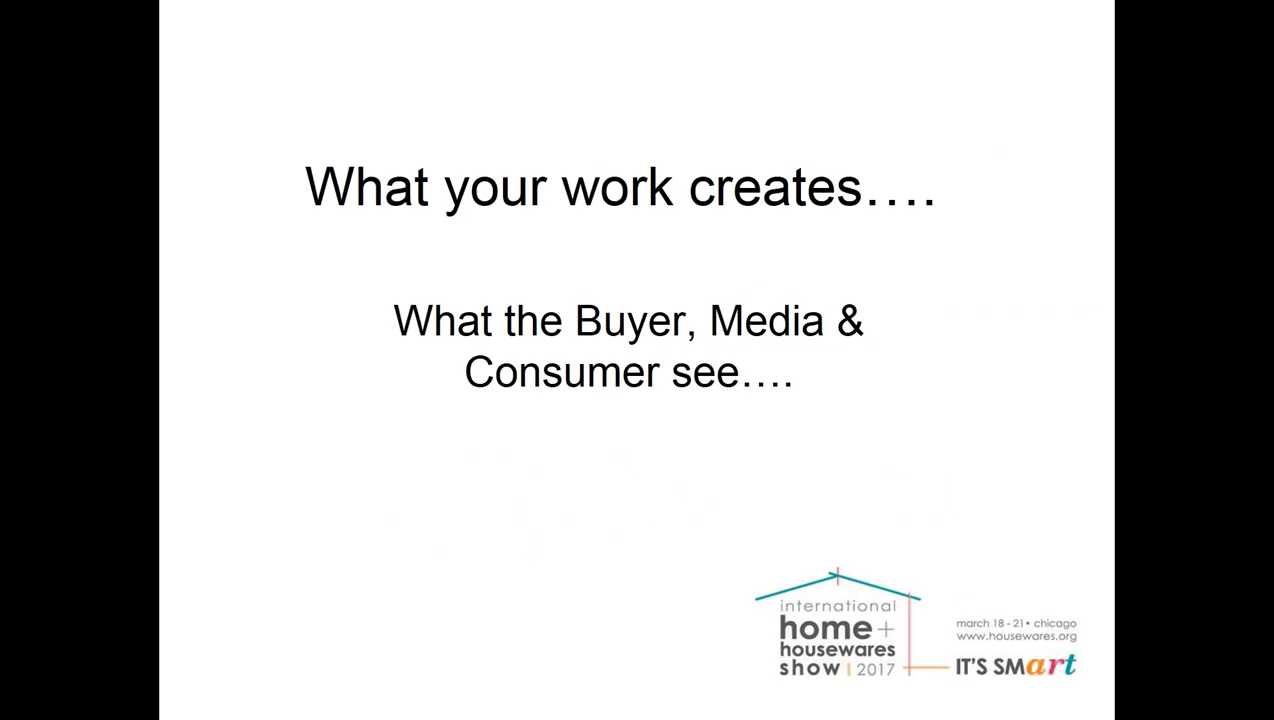 What your work creates….
What the Buyer, Media &
Consumer see….
international
home+
housewares
show | 2017
march 18 - 21• chicago
www.housewares.org
IT'S SMart